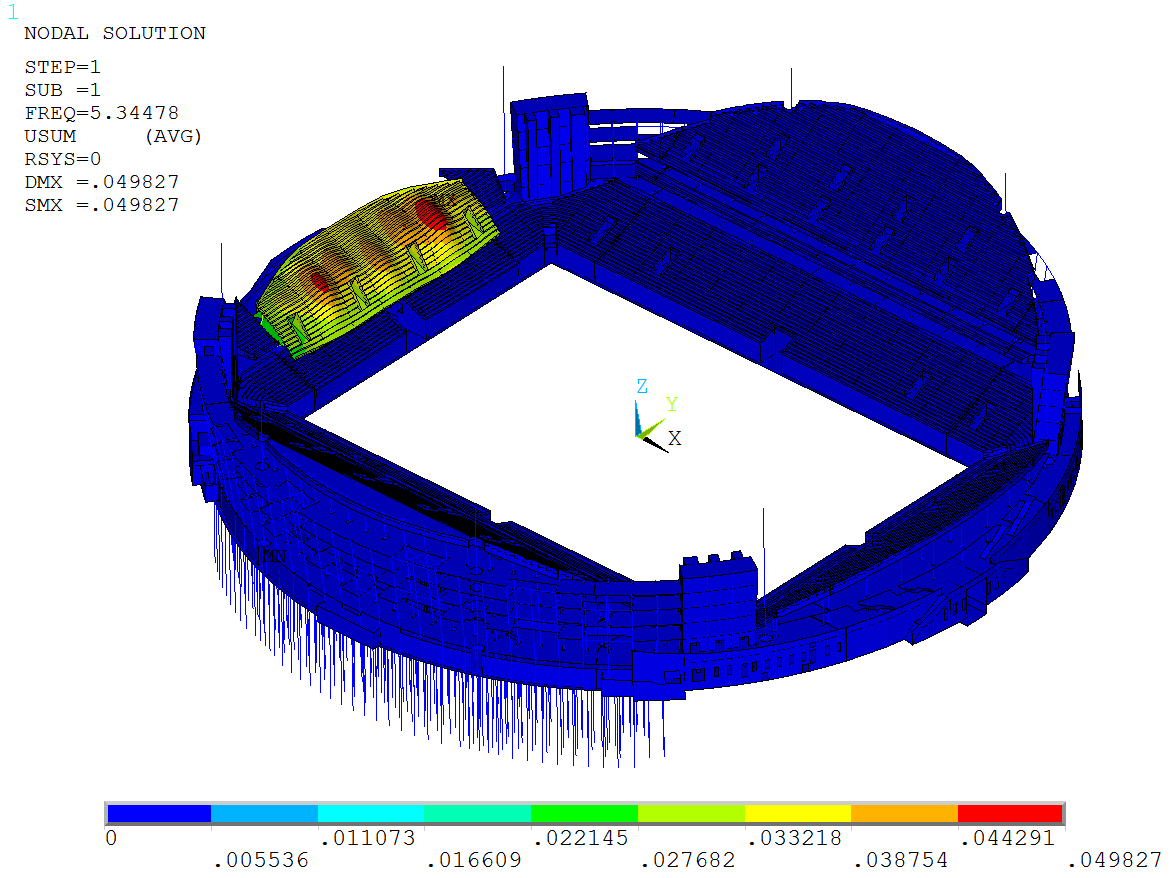 1
NODAL SOLUTION
STEP=1
SUB =1
FREQ=5.34478
USUM (AVG)
RSYS=0
DMX =.049827
SMX =.049827
Z
Y
X
MN
0 .011073 .022145 .033218 .044291
.005536 .016609 .027682 .038754 .049827